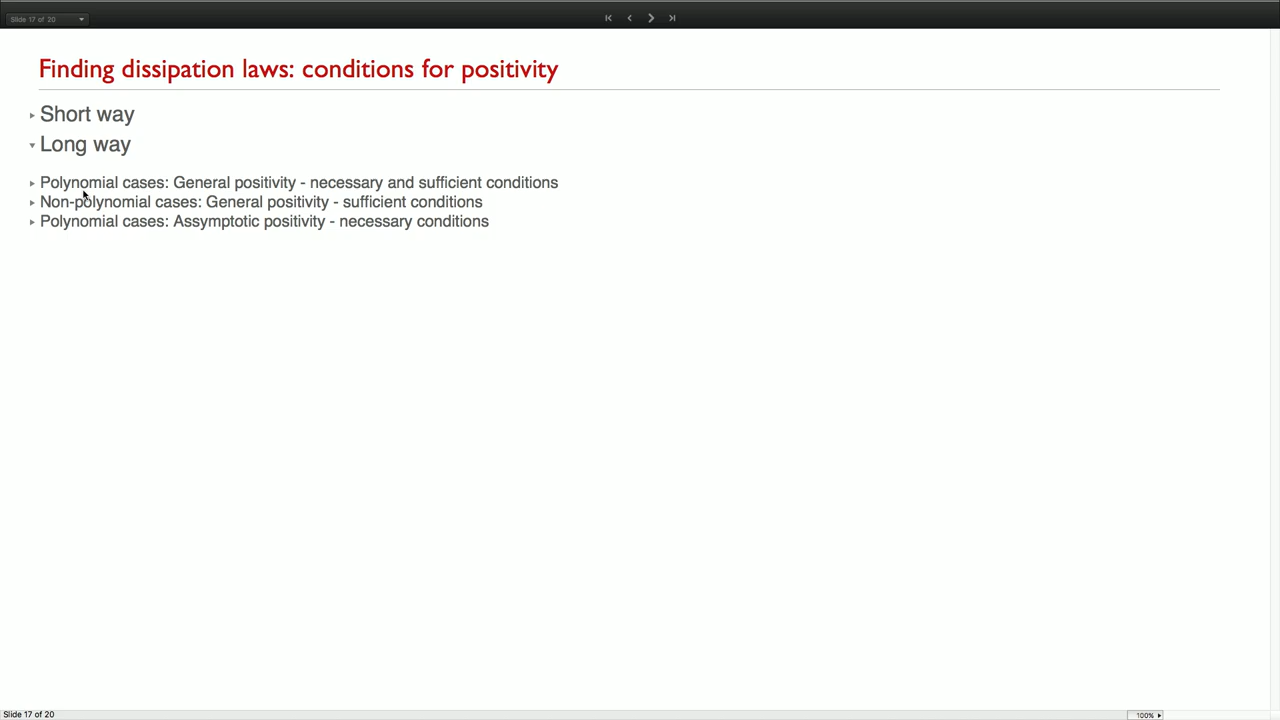 Slide 17 of 20
Finding dissipation laws: conditions for positivity
Short way
Long way
Polynomial cases: General positivity - necessary and sufficient conditions
Non-polynomial cases: General positivity - sufficient conditions
Polynomial cases: Assymptotic positivity - necessary conditions
Slide 17 of 20
100%